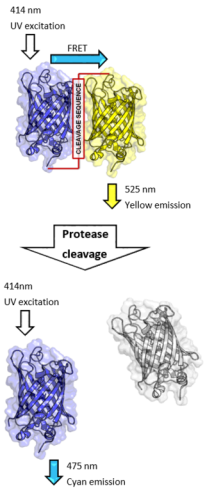 414 nm
UV excitation
FRET
CLEAVAGE SEQUENCE
525 nm
Yellow emission
Protease
cleavage
414nm
UV excitation
475 nm
Cyan emission